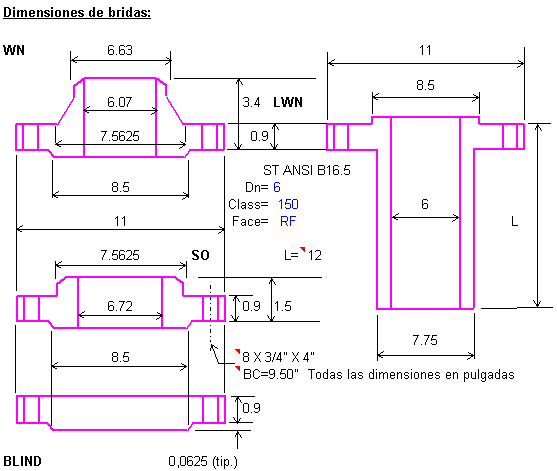 Dimensiones de bridas:
WN
6.63
11
8.5
6.07
3.4
LWN
7.5625
0.9
8.5
ST ANSI B16.5
Dn= 6
Class= 150
Face= RF
6
L
11
7.5625
SO
L= 12
6.72
0.9
1.5
8.5
8 X 3/4" X 4"
7.75
BC=9.50" Todas las dimensiones en pulgadas
0.9
BLIND
0,0625 (tip.)